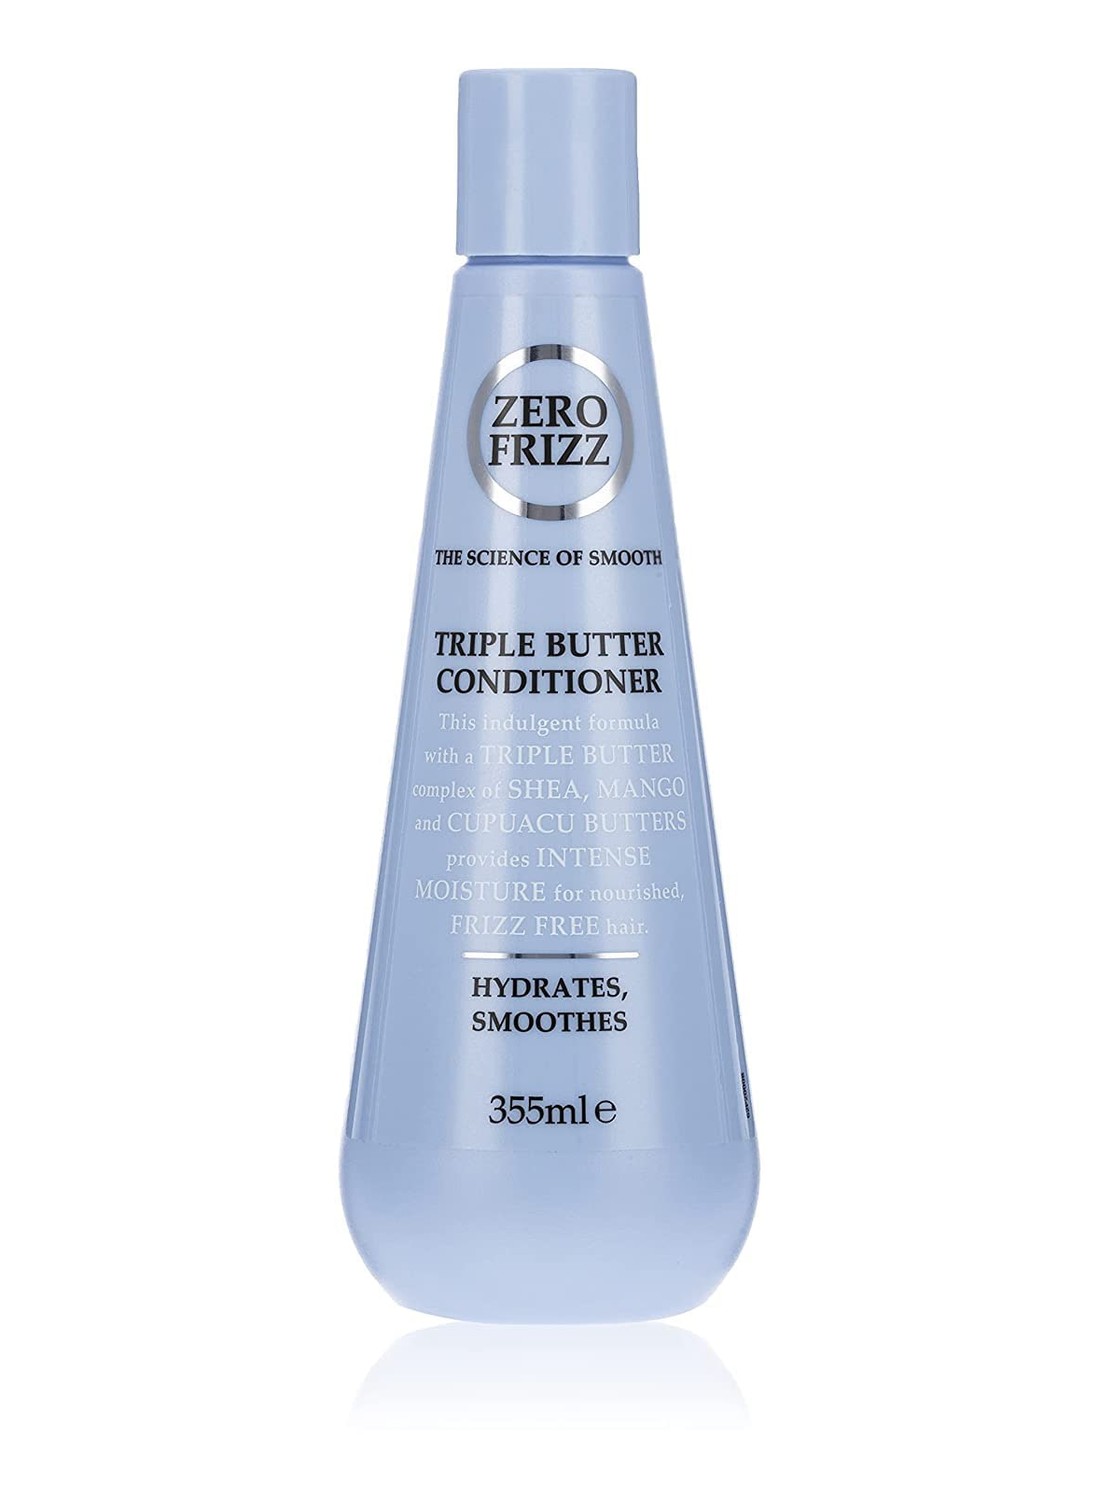 ZERO
FRIZZ
THE SCIENCE OF SMOOTH
TRIPLE BUTTER
CONDITIONER
This indulgent formula
with a TRIPLE BUTTER
complex of SHEA, MANGO
and CUPUACU BUTTERS
provides INTENSE
MOISTURE for nourished,
FRIZZ FREE hair.
HYDRATES,
SMOOTHES
355ml e